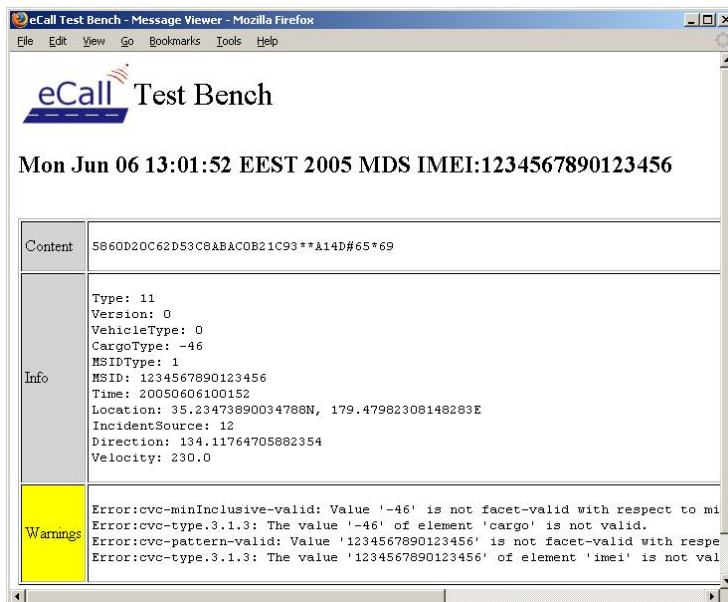 eCall Test Bench - Message Viewer - Mozilla Firefox
File Edit View Go Bookmarks Tools Help
eCall Test Bench
Mon Jun 06 13:01:52 EEST 2005 MDS IMEI:1234567890123456
Content
5860D20C62D53C8ABAC0B21C93**A14D#65*69
Info
Type: 11
Version: 0
VehicleType: 0
CargoType: -46
MSIDType: 1
MSID: 1234567890123456
Time: 20050606100152
Location: 35.23473890034788N, 179.47982308148283E
IncidentSource: 12
Direction: 134.11764705882354
Velocity: 230.0
Warnings
Error:cvc-minInclusive-valid: Value '-46' is not facet-valid with respect to mi
Error:cvc-type.3.1.3: The value '-46' of element 'cargo' is not valid.
Error:cvc-pattern-valid: Value '1234567890123456' is not facet-valid with respe
Error:cvc-type.3.1.3: The value '1234567890123456' of element 'imei' is not val